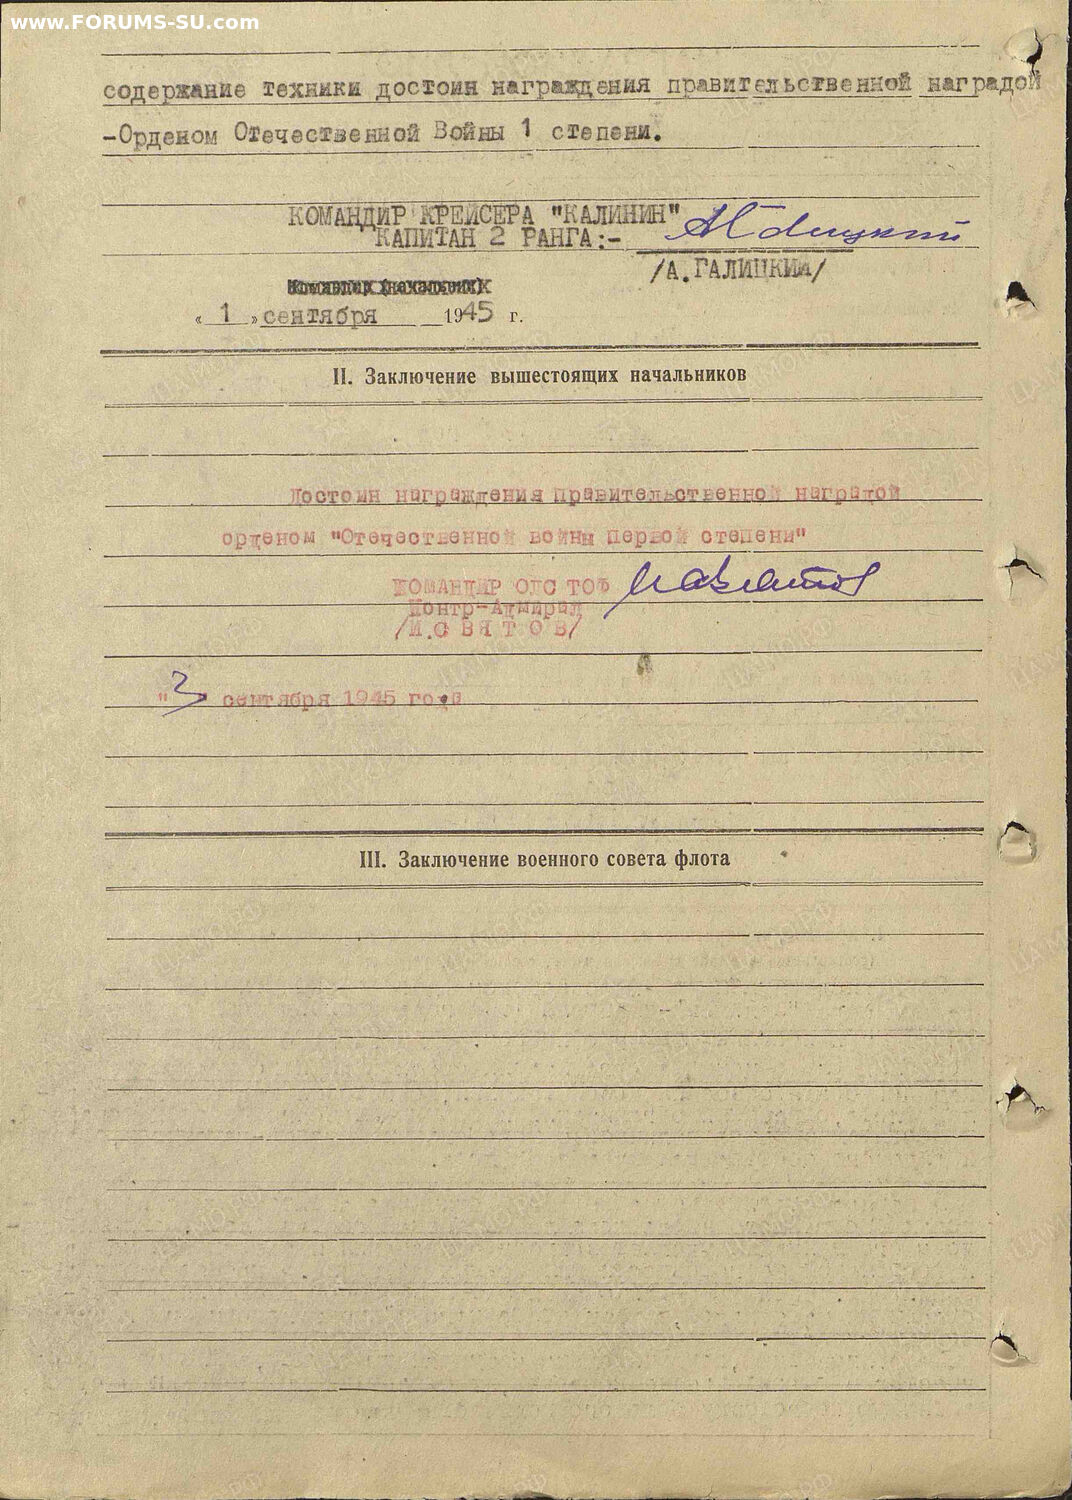 www.FORUMS-SU.com
содержание техники достоин награждения правительственной наградой
-Орденом Отечественной Войны 1 степени.
КОМАНДИР КРЕЙСЕРА "КАЛИНИН"
КАПИТАН 2 РАНГА:-
/А.ГАЛИЦКИЙ/
« 1 » сентября 1945 г.
II. Заключение вышестоящих начальников
Достоин награждения правительственной наградой
орденом "Отечественной войны первой степени"
КОМАНДИР ОЛС ТОФ
Контр-Адмирал
/И.С В Я Т О В/
"3" сентября 1945 года
III. Заключение военного совета флота